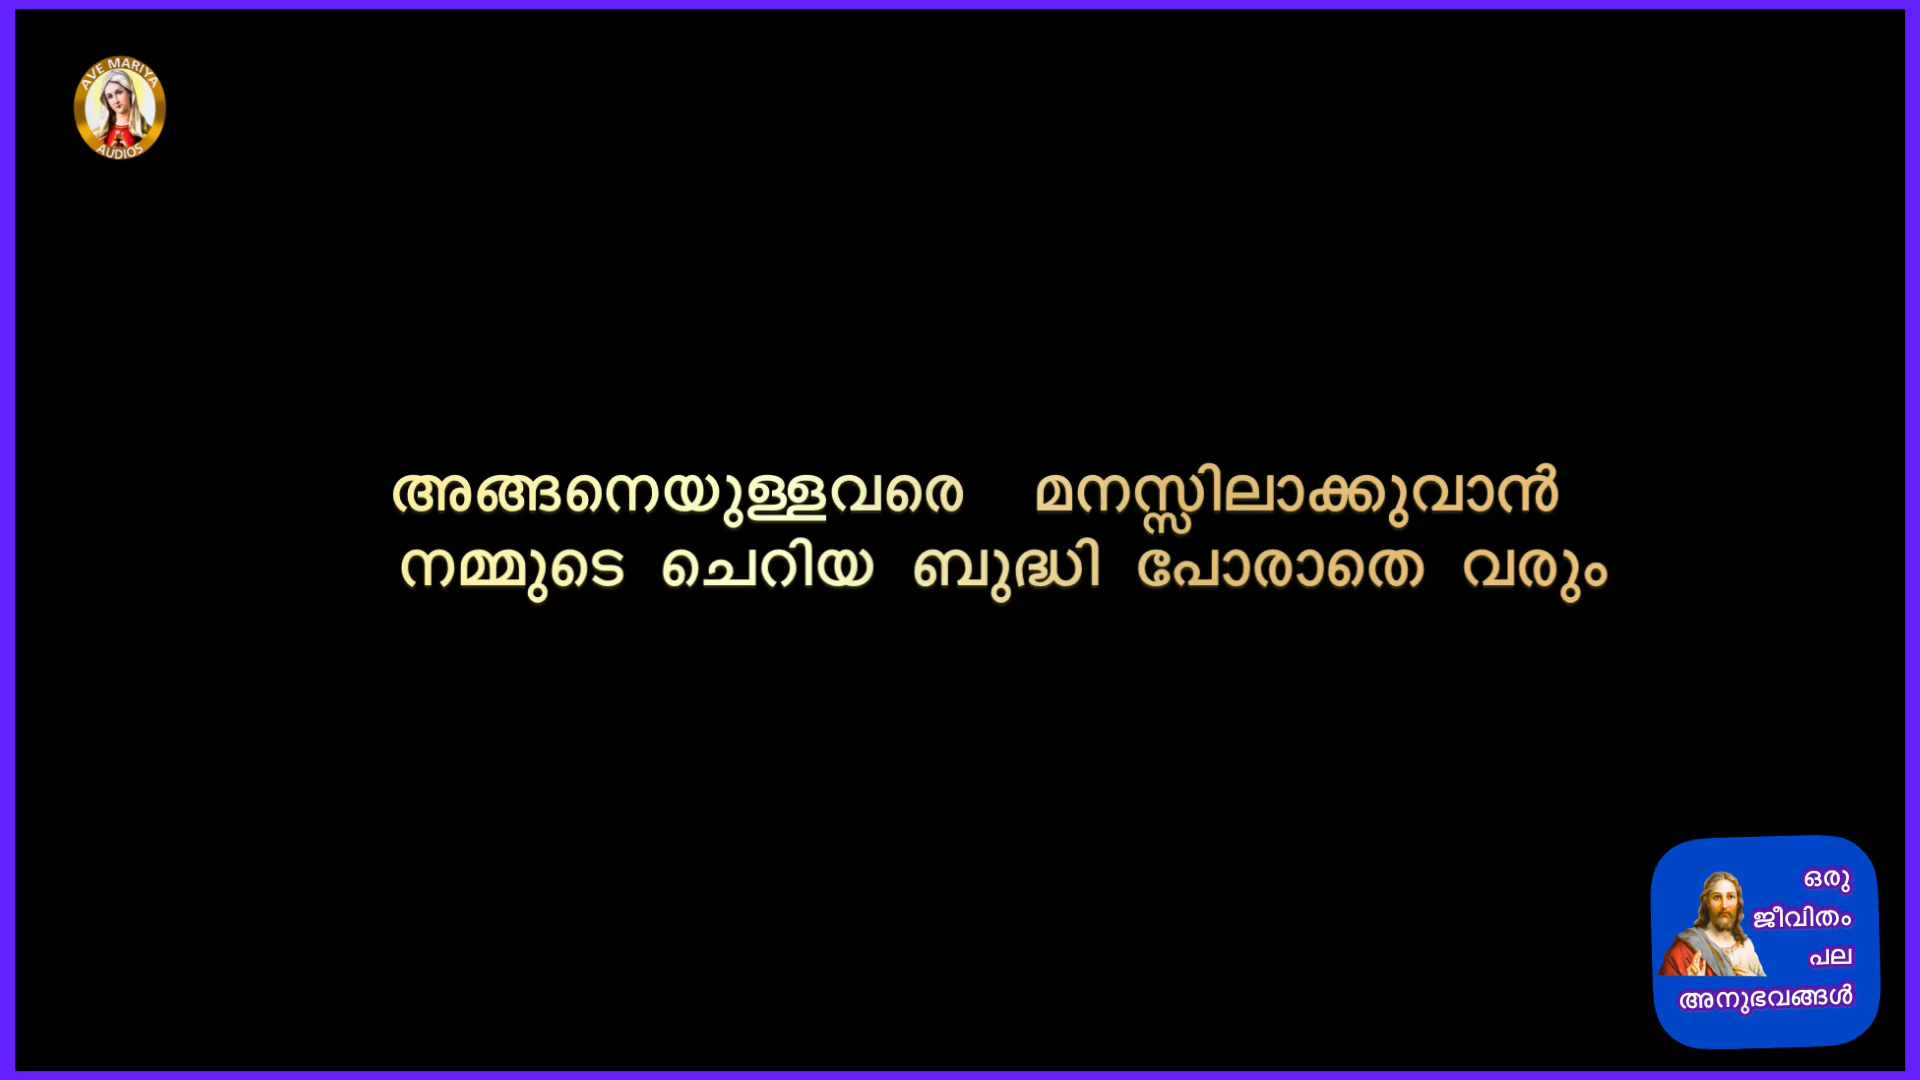 AVE MARIYA
AUDIOS
അങ്ങനെയുള്ളവരെ മനസ്സിലാക്കുവാൻ
നമ്മുടെ ചെറിയ ബുദ്ധി പോരാതെ വരും
ഒരു
ജീവിതം
പല
അനുഭവങ്ങൾ